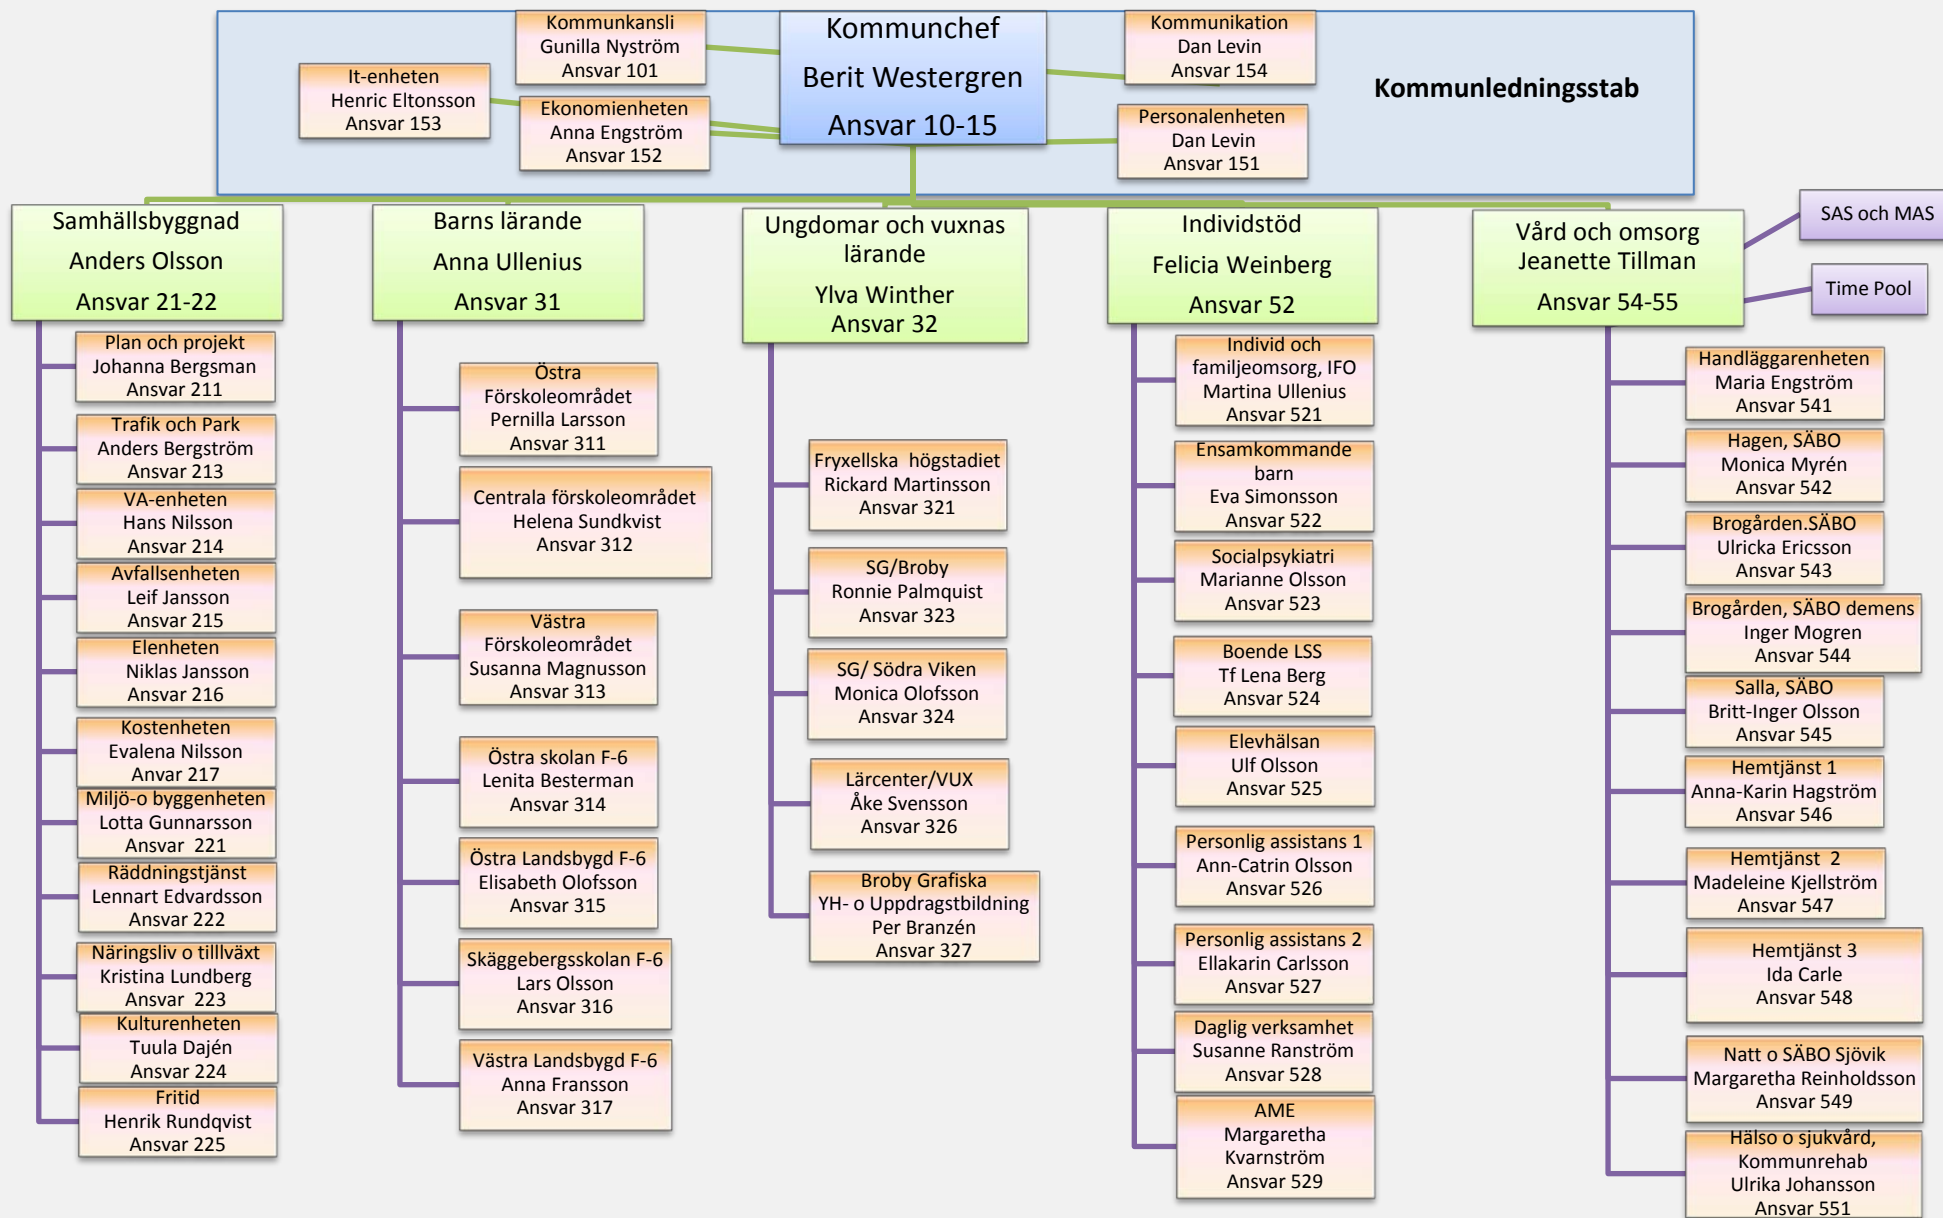 Kommunkansli
Gunilla Nyström
Ansvar 101
Kommunchef
Berit Westergren
Ansvar 10-15
Kommunikation
Dan Levin
Ansvar 154
It-enheten
Henric Eltonsson
Ansvar 153
Ekonomienheten
Anna Engström
Ansvar 152
Personalenheten
Dan Levin
Ansvar 151
Kommunledningsstab
Samhällsbyggnad
Anders Olsson
Ansvar 21-22
Plan och projekt
Johanna Bergsman
Ansvar 211
Trafik och Park
Anders Bergström
Ansvar 213
VA-enheten
Hans Nilsson
Ansvar 214
Avfallsenheten
Leif Jansson
Ansvar 215
Elenheten
Niklas Jansson
Ansvar 216
Kostenheten
Evalena Nilsson
Anvar 217
Miljö-o byggenheten
Lotta Gunnarsson
Ansvar 221
Räddningstjänst
Lennart Edvardsson
Ansvar 222
Näringsliv o tilllväxt
Kristina Lundberg
Ansvar 223
Kulturenheten
Tuula Dajén
Ansvar 224
Fritid
Henrik Rundqvist
Ansvar 225
Barns lärande
Anna Ullenius
Ansvar 31
Östra
Förskoleområdet
Pernilla Larsson
Ansvar 311
Centrala förskoleområdet
Helena Sundkvist
Ansvar 312
Västra
Förskoleområdet
Susanna Magnusson
Ansvar 313
Östra skolan F-6
Lenita Besterman
Ansvar 314
Östra Landsbygd F-6
Elisabeth Olofsson
Ansvar 315
Skäggebergsskolan F-6
Lars Olsson
Ansvar 316
Västra Landsbygd F-6
Anna Fransson
Ansvar 317
Ungdomar och vuxnas
lärande
Ylva Winther
Ansvar 32
Fryxellska högstadiet
Rickard Martinsson
Ansvar 321
SG/Broby
Ronnie Palmquist
Ansvar 323
SG/ Södra Viken
Monica Olofsson
Ansvar 324
Lärcenter/VUX
Åke Svensson
Ansvar 326
Broby Grafiska
YH- o Uppdragstbildning
Per Branzén
Ansvar 327
Individstöd
Felicia Weinberg
Ansvar 52
Individ och
familjeomsorg, IFO
Martina Ullenius
Ansvar 521
Ensamkommande
barn
Eva Simonsson
Ansvar 522
Socialpsykiatri
Marianne Olsson
Ansvar 523
Boende LSS
Tf Lena Berg
Ansvar 524
Elevhälsan
Ulf Olsson
Ansvar 525
Personlig assistans 1
Ann-Catrin Olsson
Ansvar 526
Personlig assistans 2
Ellakarin Carlsson
Ansvar 527
Daglig verksamhet
Susanne Ranström
Ansvar 528
AME
Margaretha
Kvarnström
Ansvar 529
Vård och omsorg
Jeanette Tillman
Ansvar 54-55
SAS och MAS
Time Pool
Handläggarenheten
Maria Engström
Ansvar 541
Hagen, SÄBO
Monica Myrén
Ansvar 542
Brogården.SÄBO
Ulricka Ericsson
Ansvar 543
Brogården, SÄBO demens
Inger Mogren
Ansvar 544
Salla, SÄBO
Britt-Inger Olsson
Ansvar 545
Hemtjänst 1
Anna-Karin Hagström
Ansvar 546
Hemtjänst 2
Madeleine Kjellström
Ansvar 547
Hemtjänst 3
Ida Carle
Ansvar 548
Natt o SÄBO Sjövik
Margaretha Reinholdsson
Ansvar 549
Hälso o sjukvård,
Kommunrehab
Ulrika Johansson
Ansvar 551